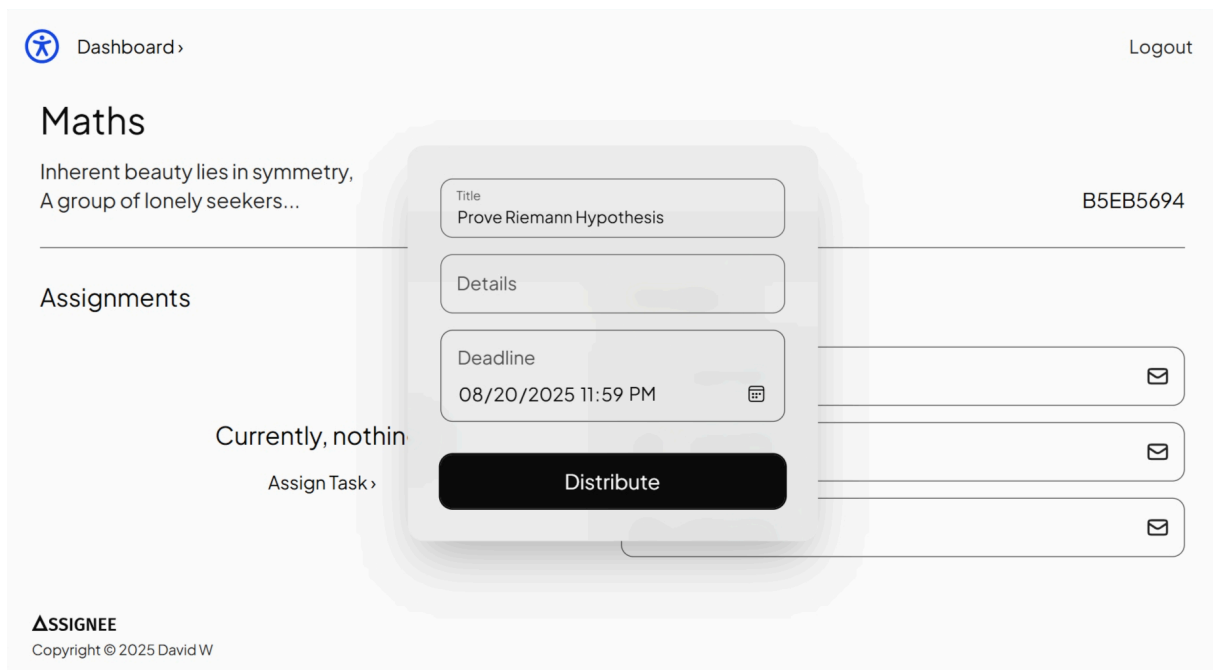 Dashboard ›
Logout
Maths
Inherent beauty lies in symmetry,
A group of lonely seekers...
B5EB5694
Assignments
Title
Prove Riemann Hypothesis
Details
Deadline
08/20/2025 11:59 PM
Distribute
Currently,
Assign Task ›
ΔSSIGNEE
Copyright © 2025 David W